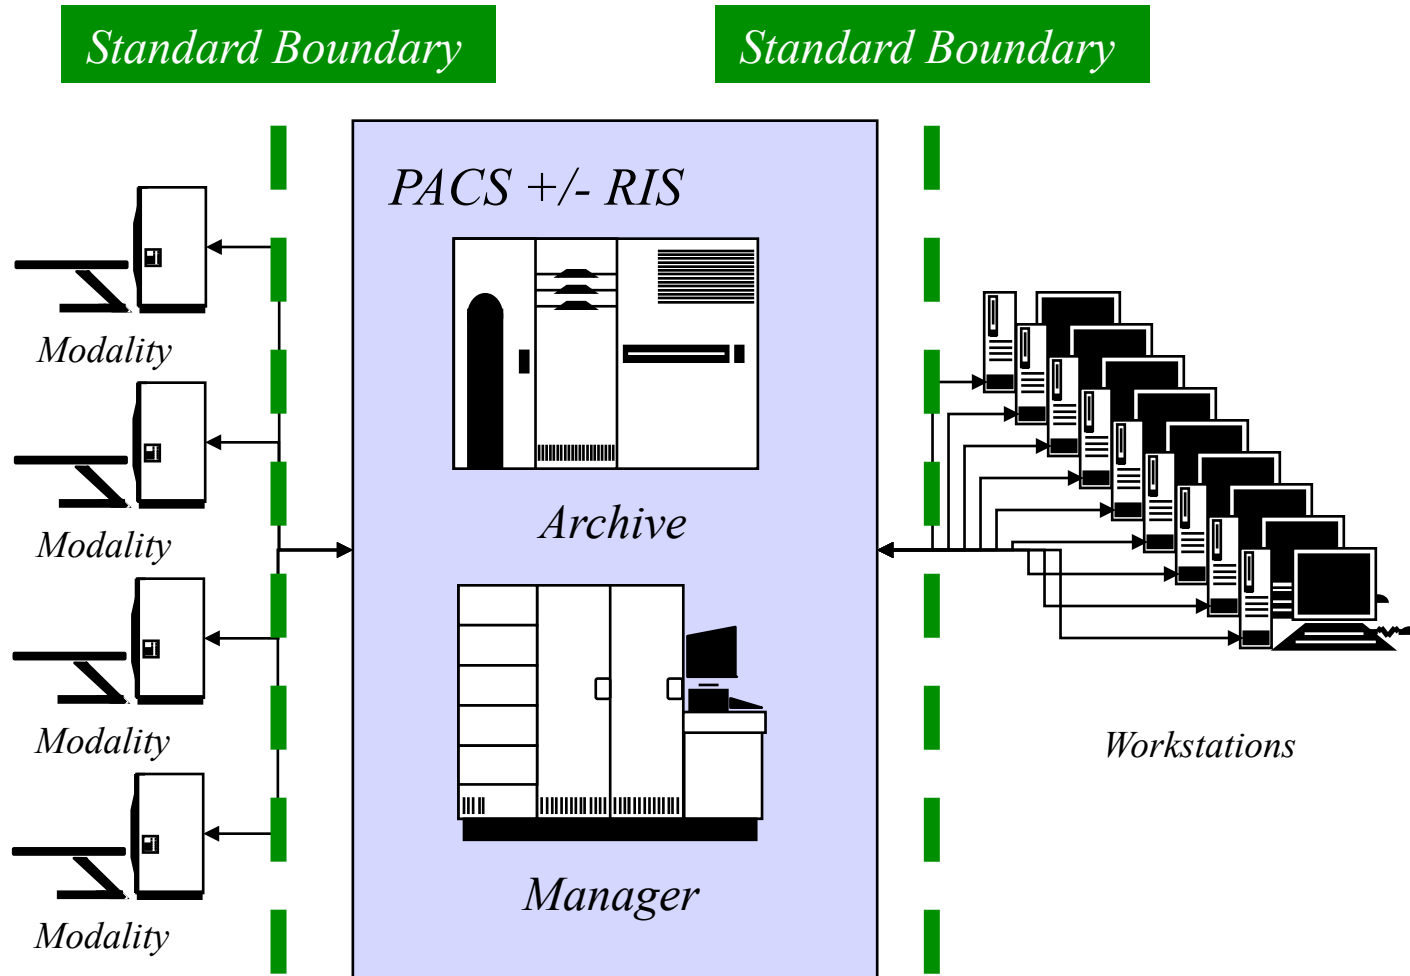 Standard Boundary
Standard Boundary
PACS +/- RIS
Modality
Modality
Modality
Modality
Archive
Manager
Workstations